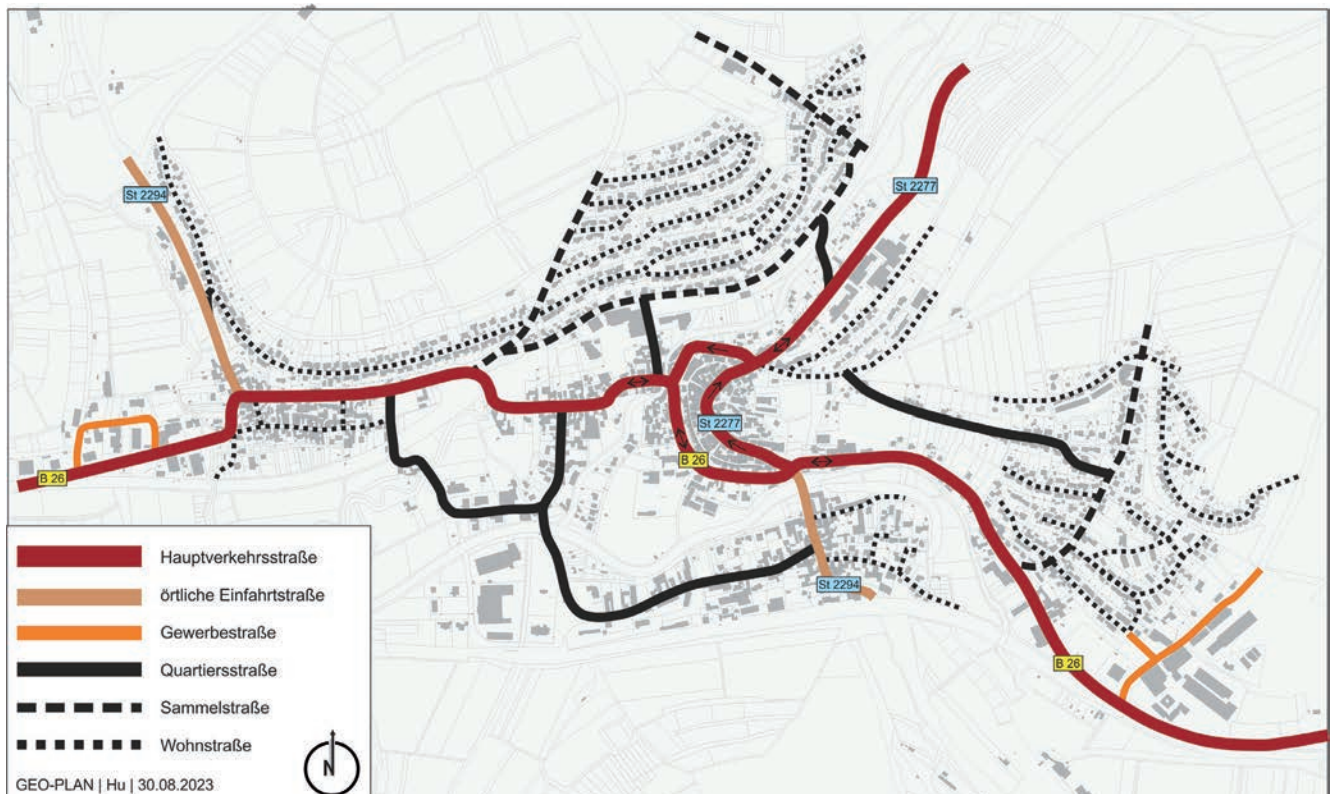 St 2294
St 2277
St 2277
B 26
B 26
St 2294
B 26
Hauptverkehrsstraße
örtliche Einfahrtstraße
Gewerbestraße
Quartiersstraße
Sammelstraße
Wohnstraße
N
GEO-PLAN | Hu | 30.08.2023